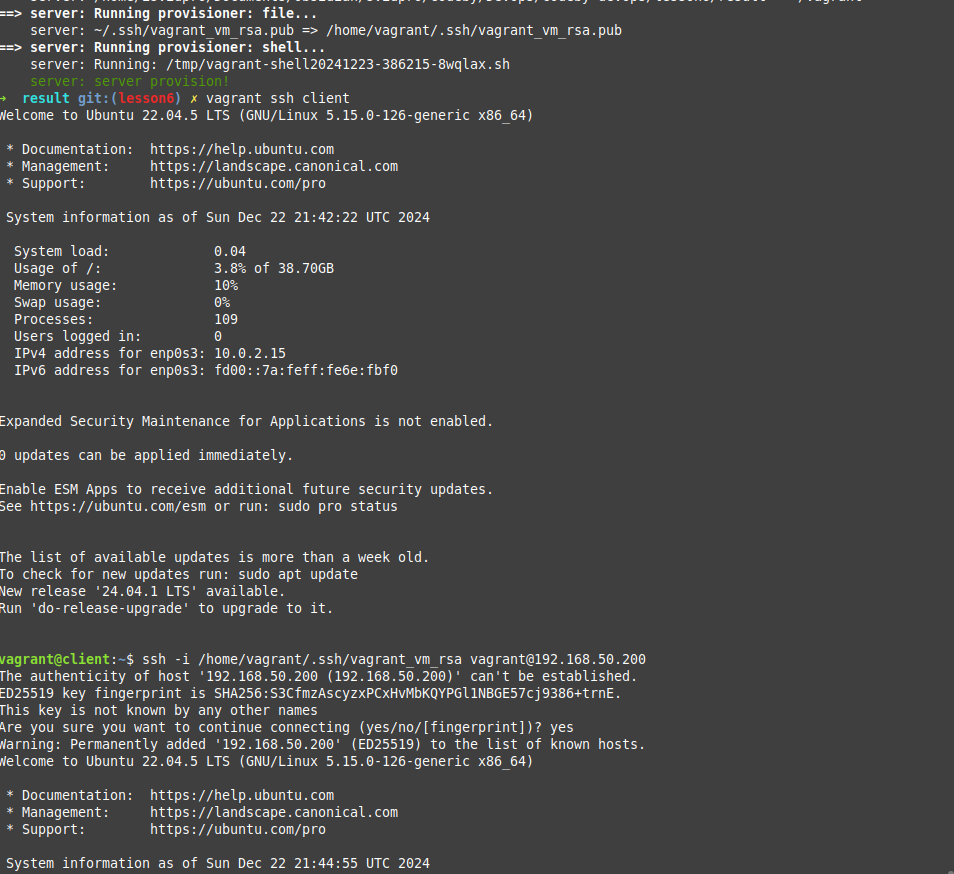 ==> server: Running provisioner: file...
server: ~/.ssh/vagrant_vm_rsa.pub => /home/vagrant/.ssh/vagrant_vm_rsa.pub
==> server: Running provisioner: shell...
server: Running: /tmp/vagrant-shell20241223-386215-8wqlax.sh
server: server provision!
→ result git:(lesson6) ✗ vagrant ssh client
Welcome to Ubuntu 22.04.5 LTS (GNU/Linux 5.15.0-126-generic x86_64)
* Documentation: https://help.ubuntu.com
* Management: https://landscape.canonical.com
* Support: https://ubuntu.com/pro
System information as of Sun Dec 22 21:42:22 UTC 2024
System load: 0.04
Usage of /: 3.8% of 38.70GB
Memory usage: 10%
Swap usage: 0%
Processes: 109
Users logged in: 0
IPv4 address for enp0s3: 10.0.2.15
IPv6 address for enp0s3: fd00::7a:feff:fe6e:fbf0
Expanded Security Maintenance for Applications is not enabled.
0 updates can be applied immediately.
Enable ESM Apps to receive additional future security updates.
See https://ubuntu.com/esm or run: sudo pro status
The list of available updates is more than a week old.
To check for new updates run: sudo apt update
New release '24.04.1 LTS' available.
Run 'do-release-upgrade' to upgrade to it.
vagrant@client:~$ ssh -i /home/vagrant/.ssh/vagrant_vm_rsa vagrant@192.168.50.200
The authenticity of host '192.168.50.200 (192.168.50.200)' can't be established.
ED25519 key fingerprint is SHA256:S3CfmzAscyzxPCxHvMbKQYPGl1NBGE57cj9386+trnE.
This key is not known by any other names
Are you sure you want to continue connecting (yes/no/[fingerprint])? yes
Warning: Permanently added '192.168.50.200' (ED25519) to the list of known hosts.
Welcome to Ubuntu 22.04.5 LTS (GNU/Linux 5.15.0-126-generic x86_64)
* Documentation: https://help.ubuntu.com
* Management: https://landscape.canonical.com
* Support: https://ubuntu.com/pro
System information as of Sun Dec 22 21:44:55 UTC 2024